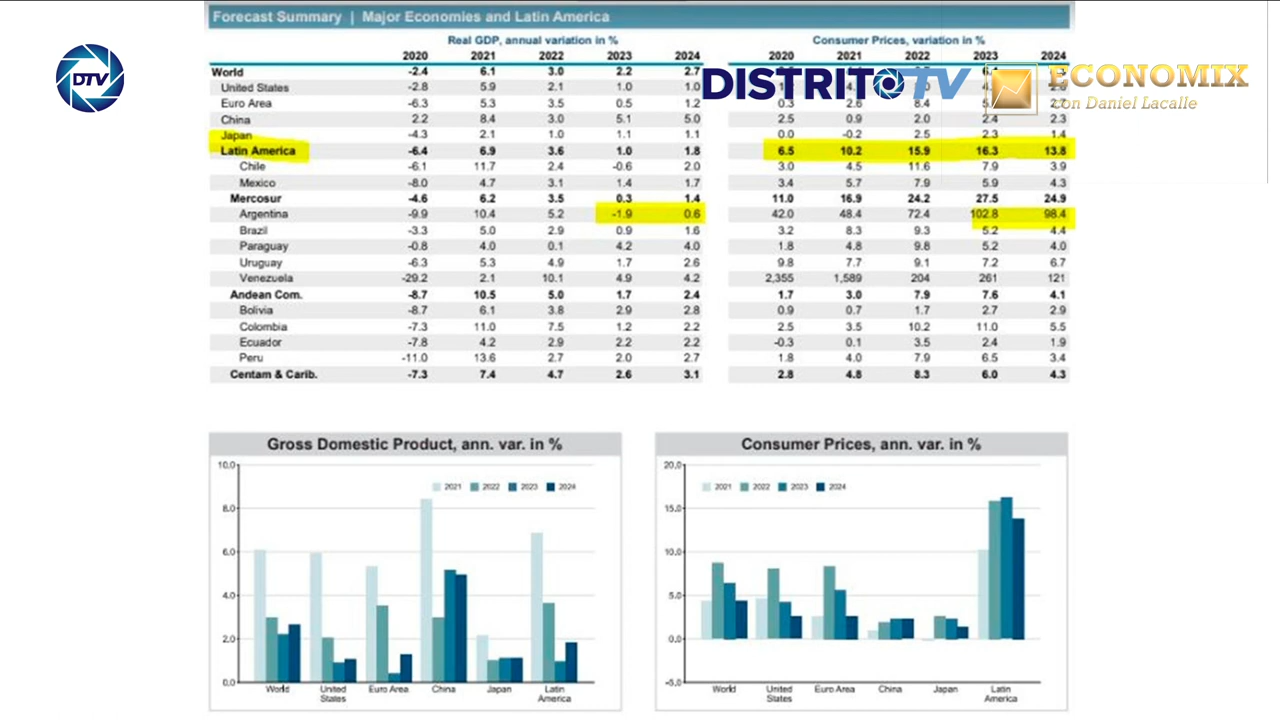 Forecast Summary | Major Economies and Latin America
Real GDP, annual variation in %
Consumer Prices, variation in %
2020 2021 2022 2023 2024 2020 2021 2022 2023 2024
World -2.4 6.1 3.0 2.2 2.7
United States -2.8 5.9 2.1 1.0 1.0
Euro Area -6.3 5.3 3.5 0.5 1.2 0.3 2.6 8.4
China 2.2 8.4 3.0 5.1 5.0 2.5 0.9 2.0 2.4 2.3
Japan -4.3 2.1 1.0 1.1 1.1 0.0 -0.2 2.5 2.3 1.4
Latin America -6.4 6.9 3.6 1.0 1.8 6.5 10.2 15.9 16.3 13.8
Chile -6.1 11.7 2.4 -0.6 2.0 3.0 4.5 11.6 7.9 3.9
Mexico -8.0 4.7 3.1 1.4 1.7 3.4 5.7 7.9 5.9 4.3
Mercosur -4.6 6.2 3.5 0.3 1.4 11.0 16.9 24.2 27.5 24.9
Argentina -9.9 10.4 5.2 -1.9 0.6 42.0 48.4 72.4 102.8 98.4
Brazil -3.3 5.0 2.9 0.9 1.6 3.2 8.3 9.3 5.2 4.4
Paraguay -0.8 4.0 0.1 4.2 4.0 1.8 4.8 9.8 5.2 4.0
Uruguay -6.3 5.3 4.9 1.7 2.6 9.8 7.7 9.1 7.2 6.7
Venezuela -29.2 2.1 10.1 4.9 4.2 2,355 1,589 204 261 121
Andean Com. -8.7 10.5 5.0 1.7 2.4 1.7 3.0 7.9 7.6 4.1
Bolivia -8.7 6.1 3.8 2.9 2.8 0.9 0.7 1.7 2.7 2.9
Colombia -7.3 11.0 7.5 1.2 2.2 2.5 3.5 10.2 11.0 5.5
Ecuador -7.8 4.2 2.9 2.2 2.2 -0.3 0.1 3.5 2.4 1.9
Peru -11.0 13.6 2.7 2.0 2.7 1.8 4.0 7.9 6.5 3.4
Centam & Carib. -7.3 7.4 4.7 2.6 3.1 2.8 4.8 8.3 6.0 4.3
DTV
DISTRITO TV
ECONOMIX
con Daniel Lacalle
Gross Domestic Product, ann. var. in %
10.0
2021 2022 2023 2024
8.0
6.0
4.0
2.0
0.0
World United States Euro Area China Japan Latin America
Consumer Prices, ann. var. in %
20.0
2021 2022 2023 2024
15.0
10.0
5.0
0.0
-5.0
World United States Euro Area China Japan Latin America